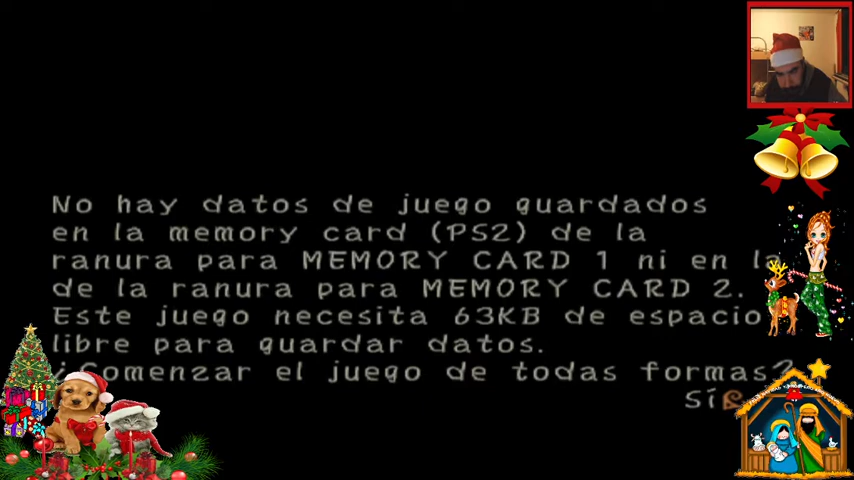 No hay datos de juego guardados
en la memory card (PS2) de la
ranura para MEMORY CARD 1 ni en la
de la ranura para MEMORY CARD 2.
Este juego necesita 63KB de espacio
libre para guardar datos.
¿Comenzar el juego de todas formas?
Sí